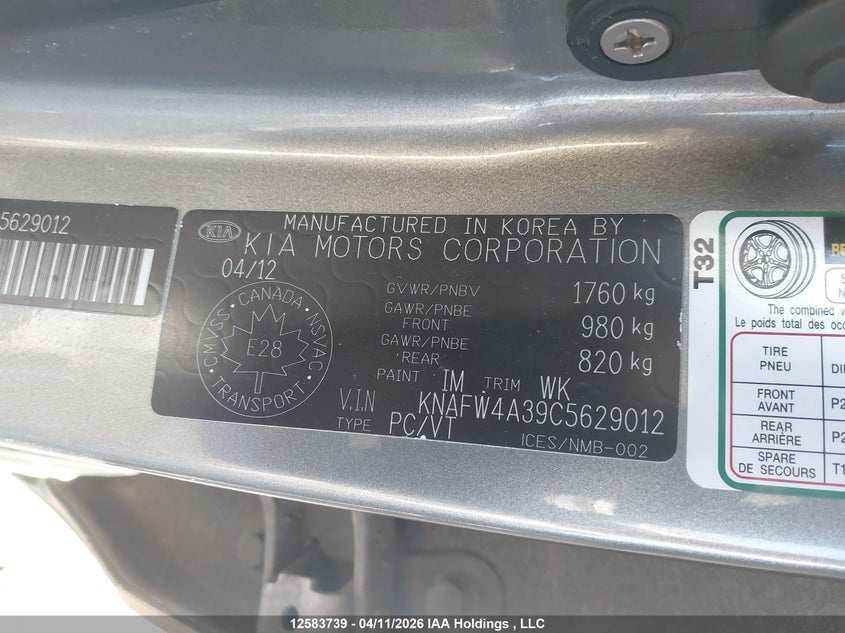 5629012
KIA
MANUFACTURED IN KOREA BY
KIA MOTORS CORPORATION
04/12
GVWR/PNBV 1760 kg
GAWR/PNBE
FRONT 980 kg
GAWR/PNBE
REAR 820 kg
PAINT IM TRIM WK
V.I.N KNAFW4A39C5629012
TYPE PC/VT
ICES/NMB-002
CMVSS · CANADA · NSVAC
E28
TRANSPORT
T32
The combined
Le poids total des
TIRE
PNEU
FRONT
AVANT
P2
REAR
ARRIÈRE
P2
SPARE
DE SECOURS
T1
12583739 - 04/11/2026 IAA Holdings , LLC